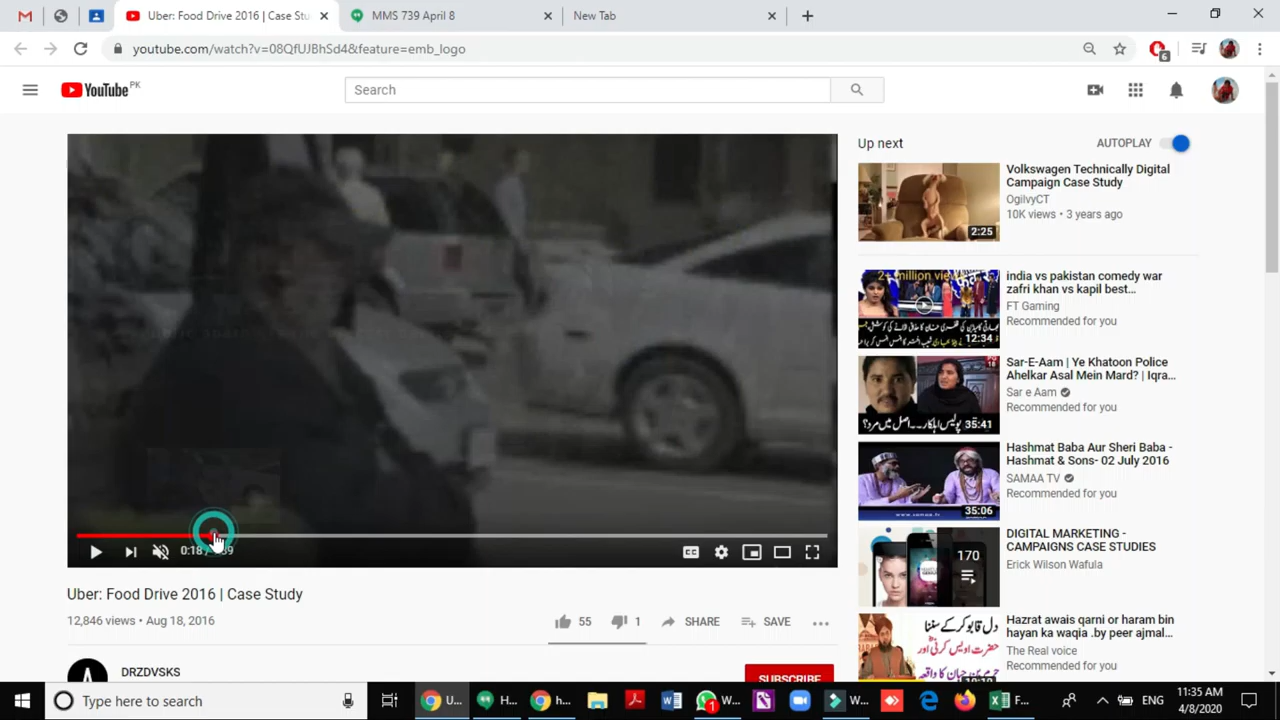 Uber: Food Drive 2016 | Case Stu
MMS 739 April 8
New Tab
youtube.com/watch?v=08QfUJBhSd4&feature=emb_logo
6
YouTube PK
Search
Up next
AUTOPLAY
Volkswagen Technically Digital
Campaign Case Study
OgilvyCT
10K views • 3 years ago
2:25
india vs pakistan comedy war
zafri khan vs kapil best...
FT Gaming
Recommended for you
12:34
Sar-E-Aam | Ye Khatoon Police
Ahelkar Asal Mein Mard? | Iqra...
Sar e Aam
Recommended for you
35:41
Hashmat Baba Aur Sheri Baba -
Hashmat & Sons- 02 July 2016
SAMAA TV
Recommended for you
35:06
DIGITAL MARKETING -
CAMPAIGNS CASE STUDIES
Erick Wilson Wafula
170
Hazrat awais qarni or haram bin
hayan ka waqia .by peer ajmal...
The Real voice
Recommended for you
0:18 /
CC
Uber: Food Drive 2016 | Case Study
12,846 views • Aug 18, 2016
55
1
SHARE
SAVE
DRZDVSKS
SUBSCRIBE
Type here to search
U...
H...
h...
W...
1
W...
F...
ENG
11:35 AM
4/8/2020